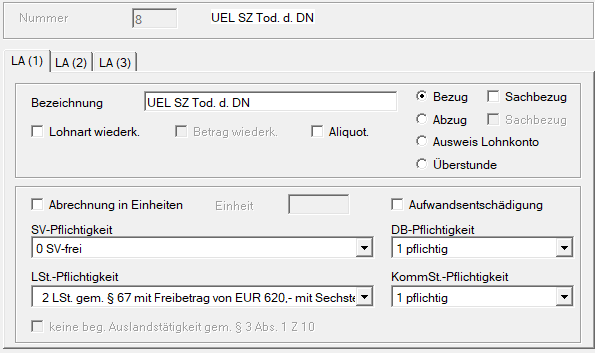 Nummer 8 UEL SZ Tod. d. DN
LA (1) LA (2) LA (3)
Bezeichnung UEL SZ Tod. d. DN Bezug Sachbezug
Abzug Sachbezug
Lohnart wiederk. Betrag wiederk. Aliquot.
Ausweis Lohnkonto
Überstunde
Abrechnung in Einheiten Einheit Aufwandsentschädigung
SV-Pflichtigkeit DB-Pflichtigkeit
0 SV-frei 1 pflichtig
LSt.-Pflichtigkeit KommSt.-Pflichtigkeit
2 LSt. gem. § 67 mit Freibetrag von EUR 620,- mit Sechste 1 pflichtig
keine beg. Auslandstätigkeit gem. § 3 Abs. 1 Z 10